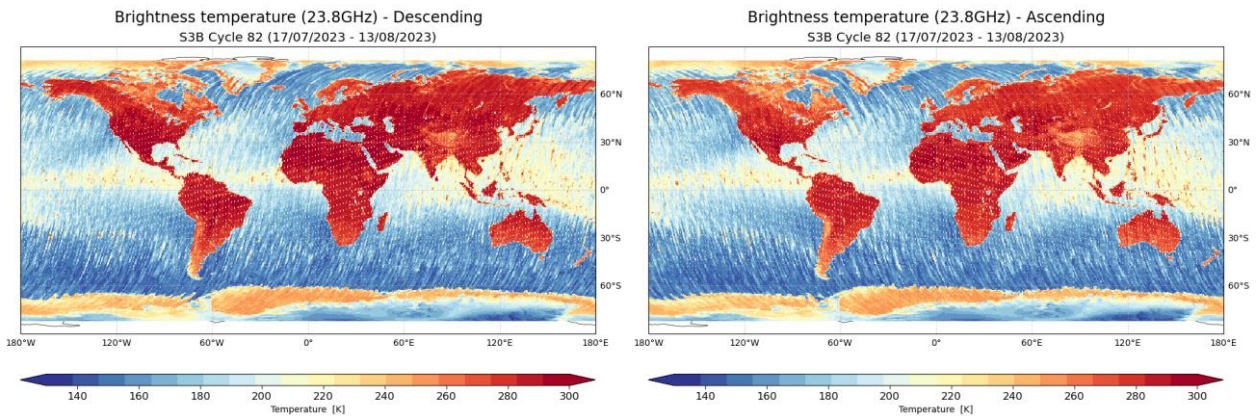 Brightness temperature (23.8GHz) - Descending
S3B Cycle 82 (17/07/2023 - 13/08/2023)
60°N
30°N
0°
30°S
60°S
180°W 120°W 60°W 0° 60°E 120°E 180°E
140 160 180 200 220 240 260 280 300
Temperature [K]
Brightness temperature (23.8GHz) - Ascending
S3B Cycle 82 (17/07/2023 - 13/08/2023)
60°N
30°N
0°
30°S
60°S
180°W 120°W 60°W 0° 60°E 120°E 180°E
140 160 180 200 220 240 260 280 300
Temperature [K]